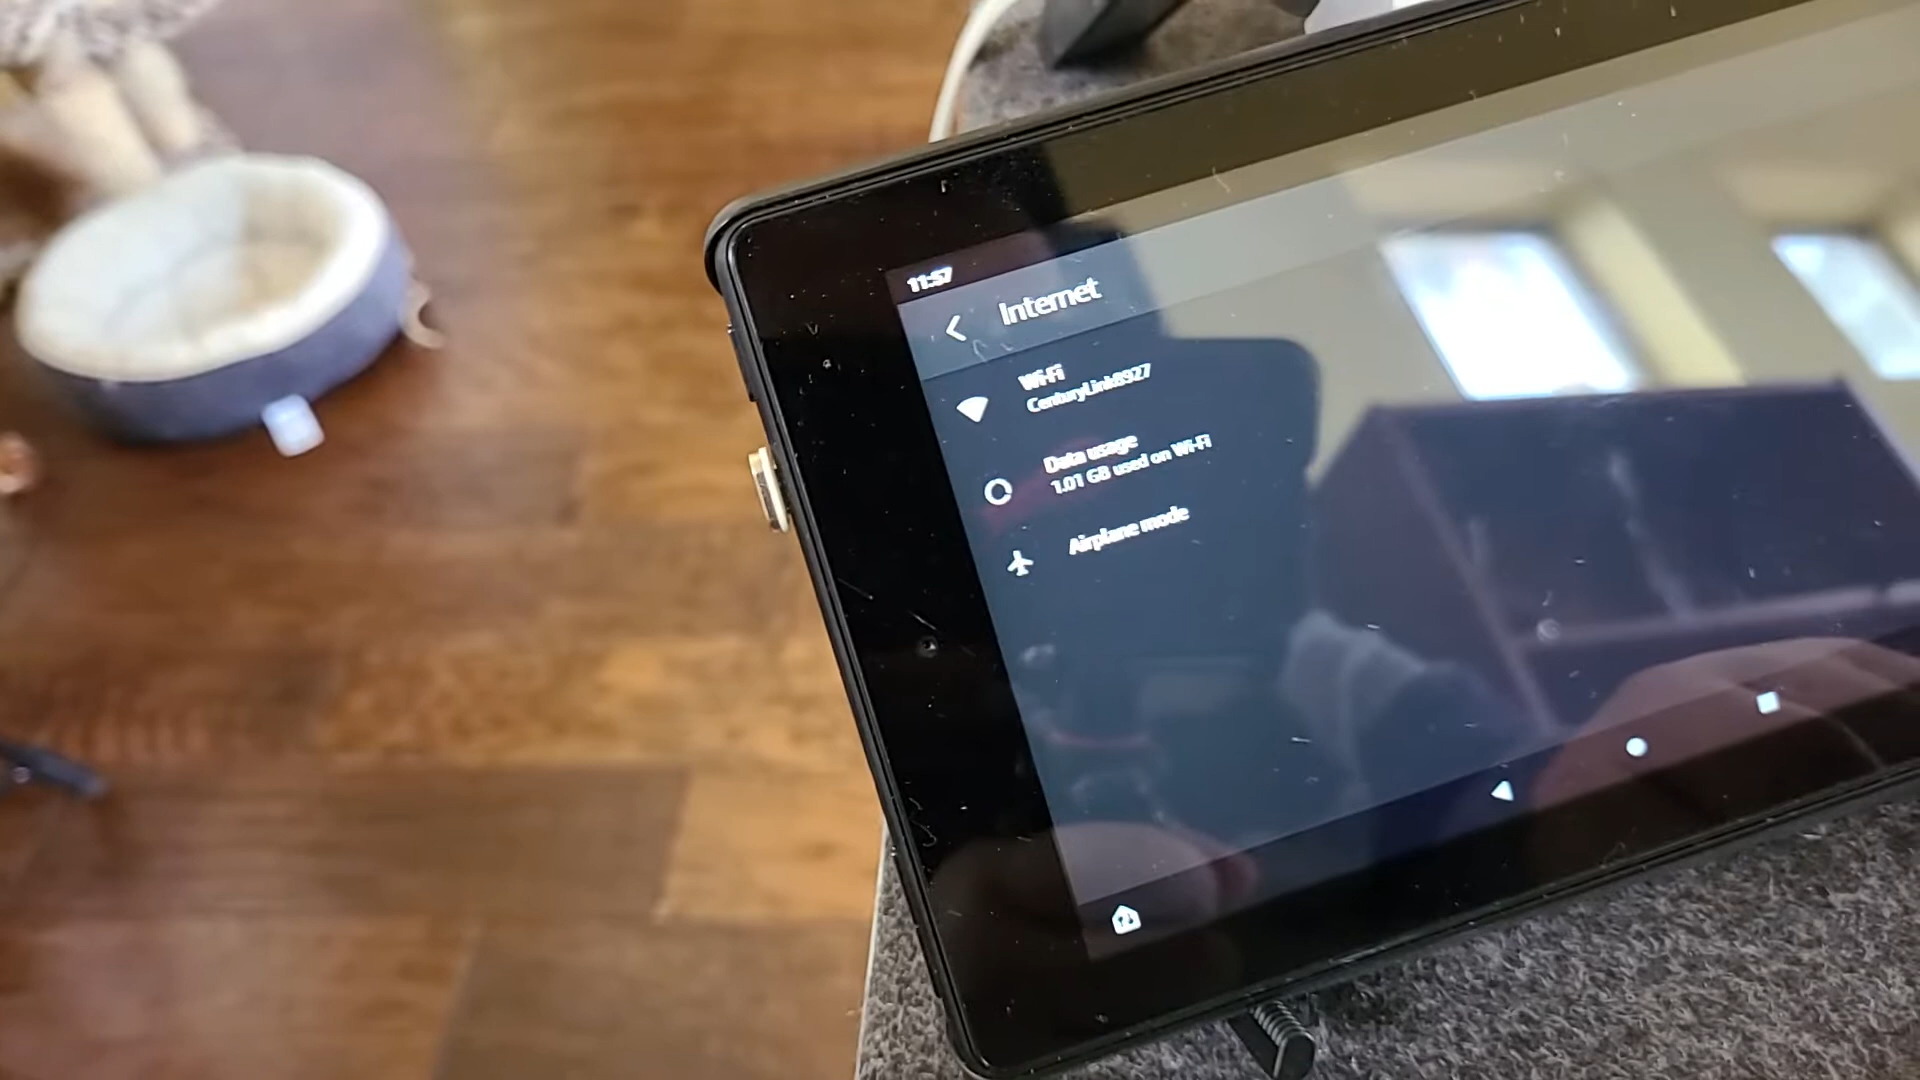 11:57
Internet
Wi-Fi
CenturyLink8927
Data usage
1.01 GB used on Wi-Fi
Airplane mode